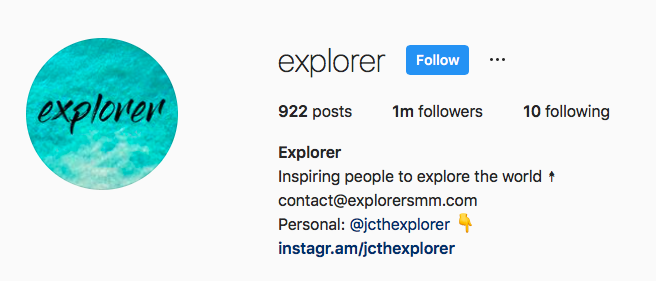 explorer
explorer Follow ...
922 posts 1m followers 10 following
Explorer
Inspiring people to explore the world
contact@explorersmm.com
Personal: @jcthexplorer 👇
instagr.am/jcthexplorer